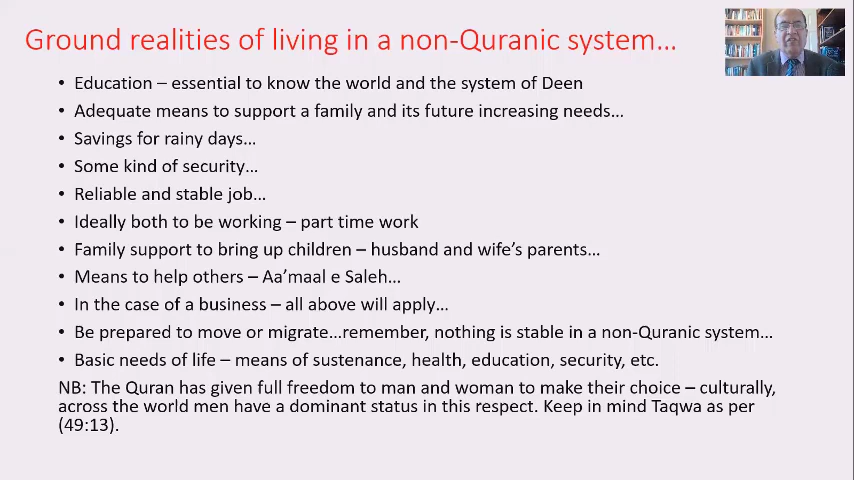 Ground realities of living in a non-Quranic system…
• Education – essential to know the world and the system of Deen
• Adequate means to support a family and its future increasing needs…
• Savings for rainy days…
• Some kind of security…
• Reliable and stable job…
• Ideally both to be working – part time work
• Family support to bring up children – husband and wife's parents…
• Means to help others – Aa'maal e Saleh…
• In the case of a business – all above will apply…
• Be prepared to move or migrate…remember, nothing is stable in a non-Quranic system…
• Basic needs of life – means of sustenance, health, education, security, etc.
NB: The Quran has given full freedom to man and woman to make their choice – culturally,
across the world men have a dominant status in this respect. Keep in mind Taqwa as per
(49:13).